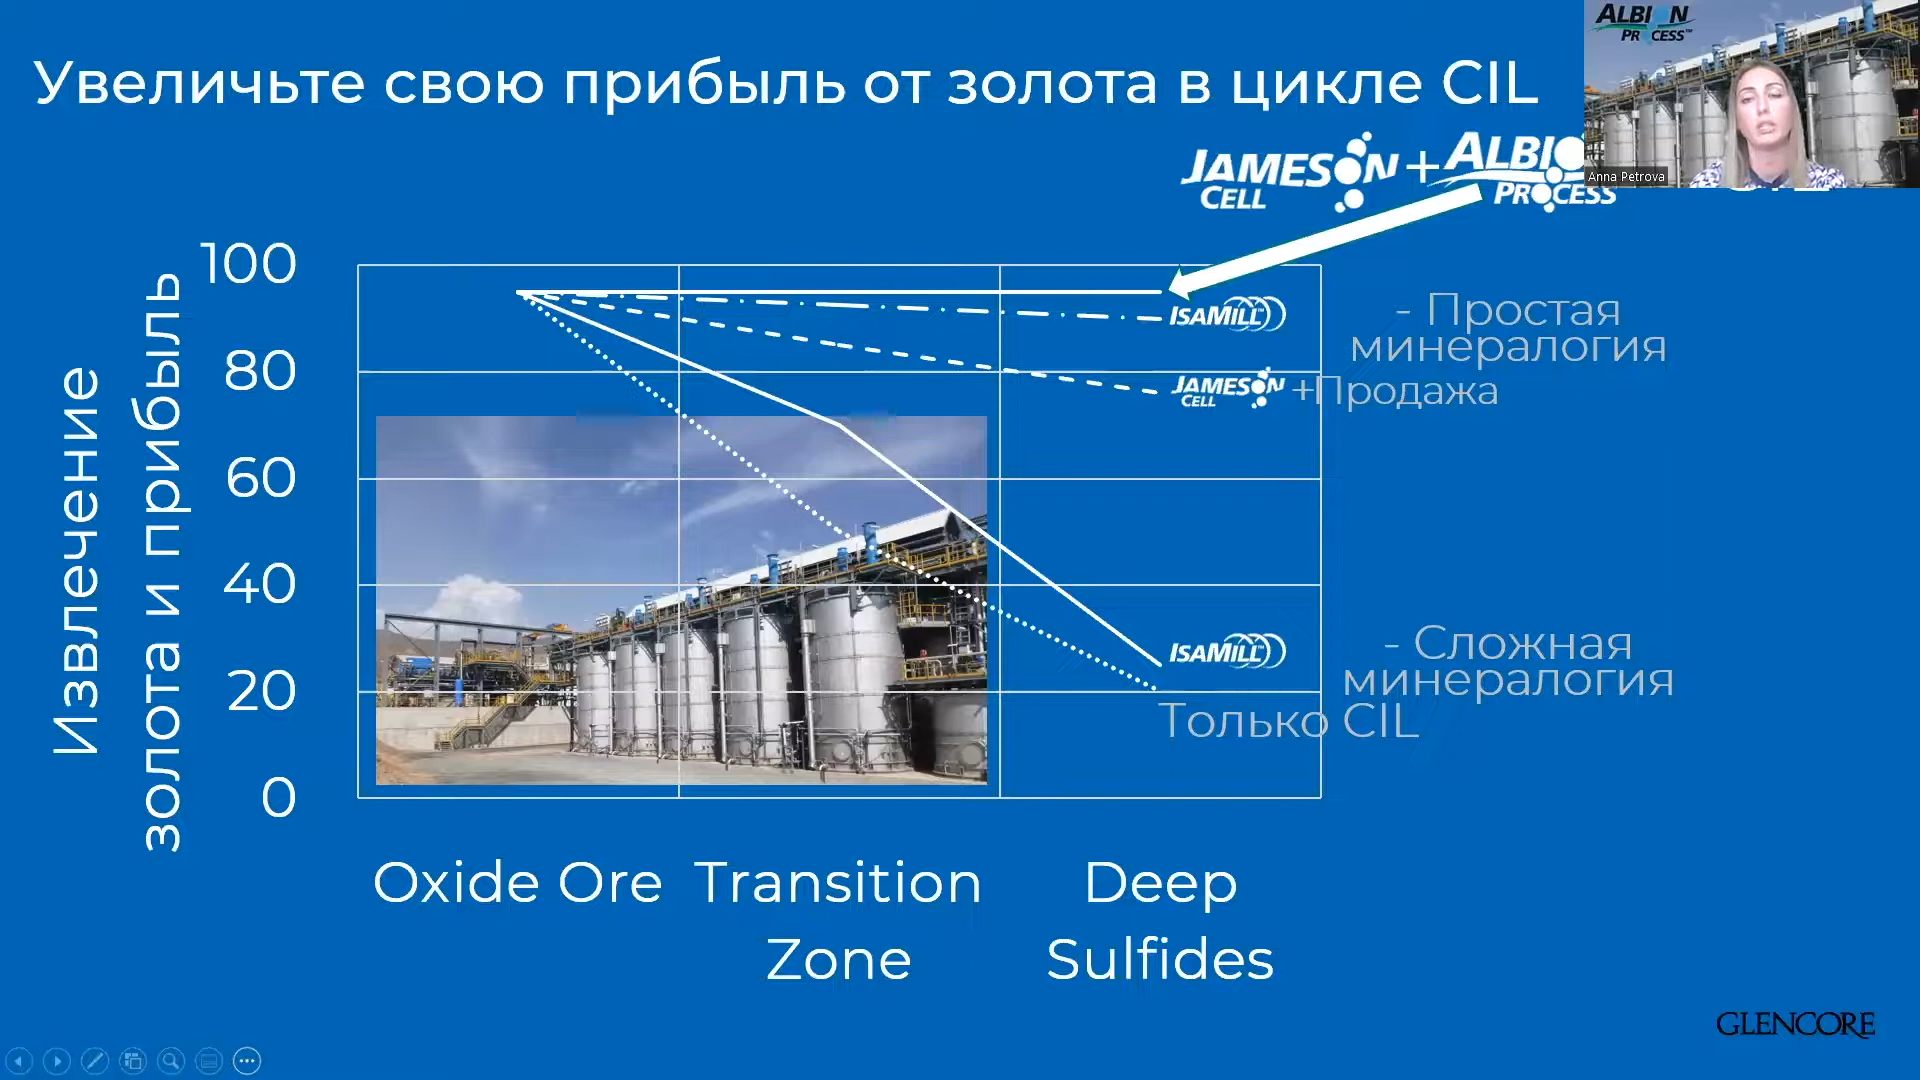 Увеличьте свою прибыль от золота в цикле CIL
ALBION
PROCESS™
Anna Petrova
JAMESON
CELL
+
ALBION
PROCESS
Извлечение
золота и прибыль
100
80
60
40
20
0
ISAMILL
- Простая
минералогия
JAMESON
CELL
+Продажа
ISAMILL
- Сложная
минералогия
Только CIL
Oxide Ore
Transition
Zone
Deep
Sulfides
GLENCORE